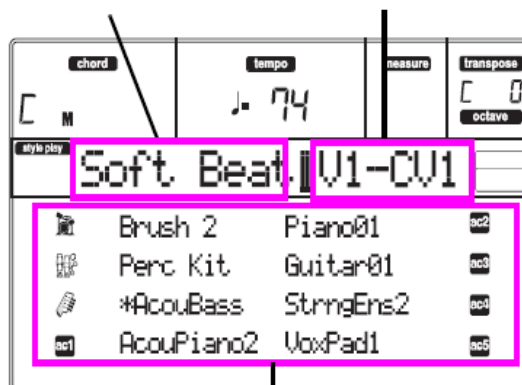 chord tempo measure transpose
C M ♩= 74 C 0
octave
style play Soft Beat V1-CV1
Brush 2 Piano01 ac2
Perc Kit Guitar01 ac3
*AcouBass StrngEns2 ac4
ac1 AcouPiano2 VoxPad1 ac5